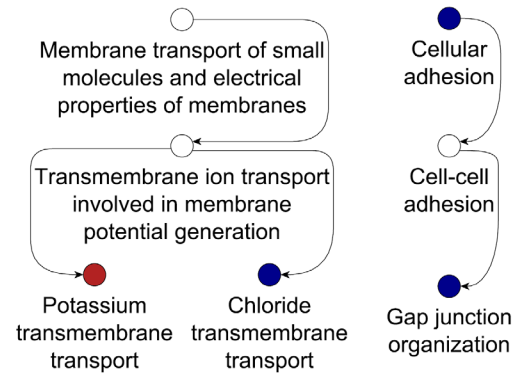 Membrane transport of small
molecules and electrical
properties of membranes
Cellular
adhesion
Transmembrane ion transport
involved in membrane
potential generation
Cell-cell
adhesion
Potassium
transmembrane
transport
Chloride
transmembrane
transport
Gap junction
organization